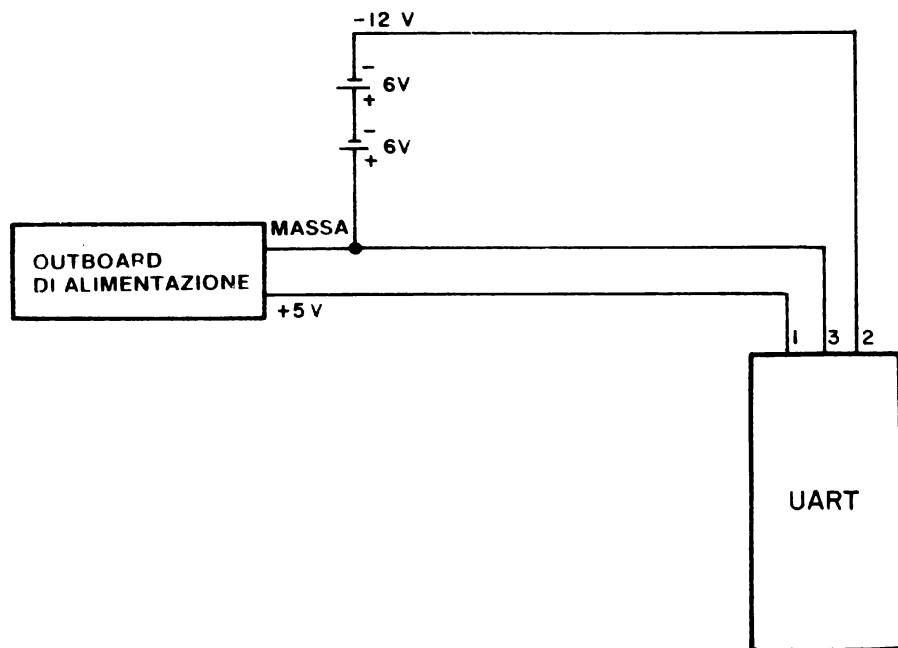 -12 V
-
6V
+
-
6V
+
MASSA
OUTBOARD
DI ALIMENTAZIONE
+5 V
1 3 2
UART